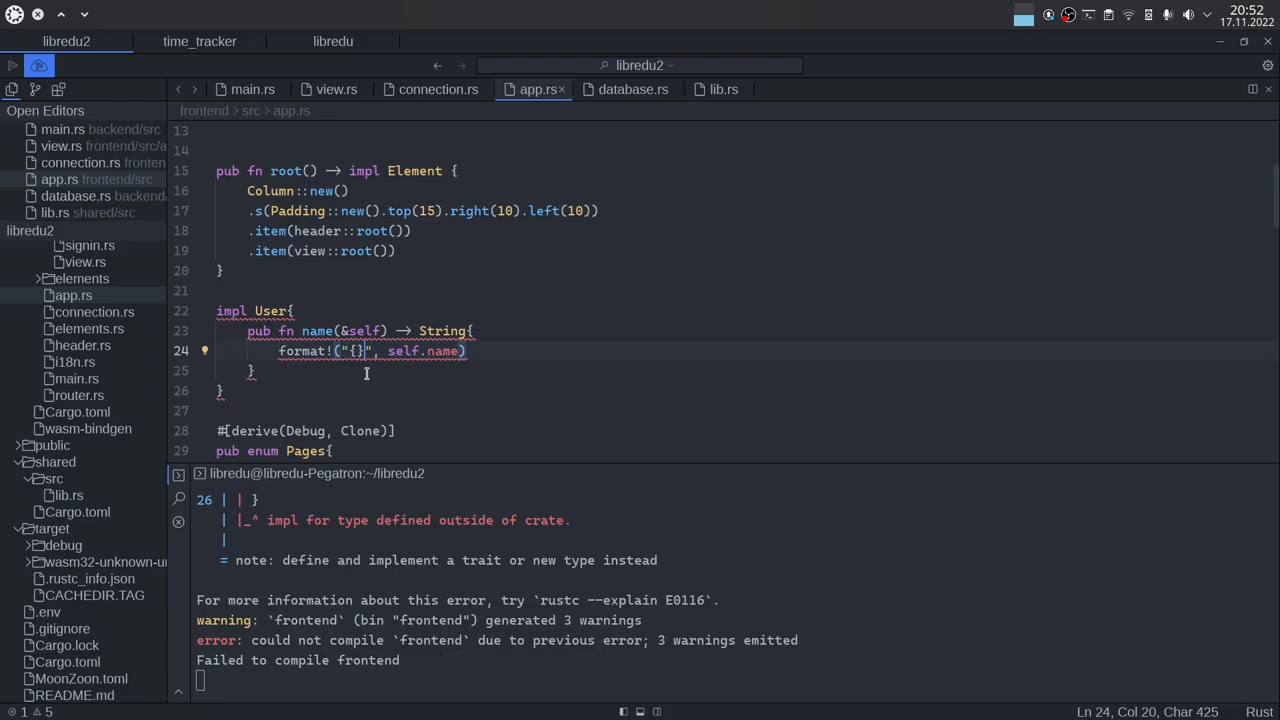 20:52
17.11.2022
libredu2
time_tracker
libredu
libredu2
main.rs
view.rs
connection.rs
app.rs
database.rs
lib.rs
frontend
src
app.rs
Open Editors
main.rs backend/src
view.rs frontend/src/a
connection.rs fronten
app.rs frontend/src
database.rs backend/
lib.rs shared/src
libredu2
signin.rs
view.rs
elements
app.rs
connection.rs
elements.rs
header.rs
i18n.rs
main.rs
router.rs
Cargo.toml
wasm-bindgen
public
shared
src
lib.rs
Cargo.toml
target
debug
wasm32-unknown-u
.rustc_info.json
CACHEDIR.TAG
.env
.gitignore
Cargo.lock
Cargo.toml
MoonZoon.toml
README.md
13
14
15 pub fn root() -> impl Element {
16 Column::new()
17 .s(Padding::new().top(15).right(10).left(10))
18 .item(header::root())
19 .item(view::root())
20 }
21
22 impl User{
23 pub fn name(&self) -> String{
24 format!("{}", self.name)
25 }
26 }
27
28 #[derive(Debug, Clone)]
29 pub enum Pages{
libredu@libredu-Pegatron:~/libredu2
26 | | }
| |_^ impl for type defined outside of crate.
|
= note: define and implement a trait or new type instead
For more information about this error, try `rustc --explain E0116`.
warning: `frontend` (bin "frontend") generated 3 warnings
error: could not compile `frontend` due to previous error; 3 warnings emitted
Failed to compile frontend
1
5
Ln 24, Col 20, Char 425
Rust